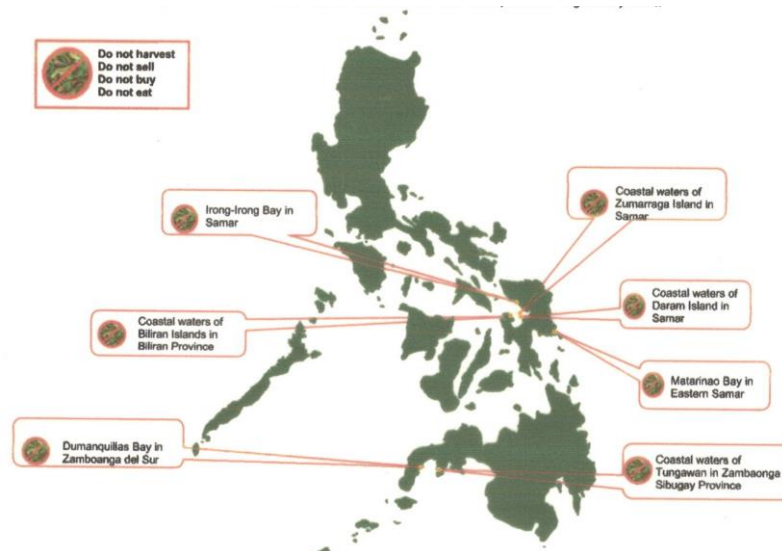 Do not harvest
Do not sell
Do not buy
Do not eat
Coastal waters of
Zumarraga Island in
Samar
Irong-Irong Bay in
Samar
Coastal waters of
Daram Island in
Samar
Coastal waters of
Biliran Islands in
Biliran Province
Matarinao Bay in
Eastern Samar
Dumanquillas Bay in
Zamboanga del Sur
Coastal waters of
Tungawan in Zambaonga
Sibugay Province